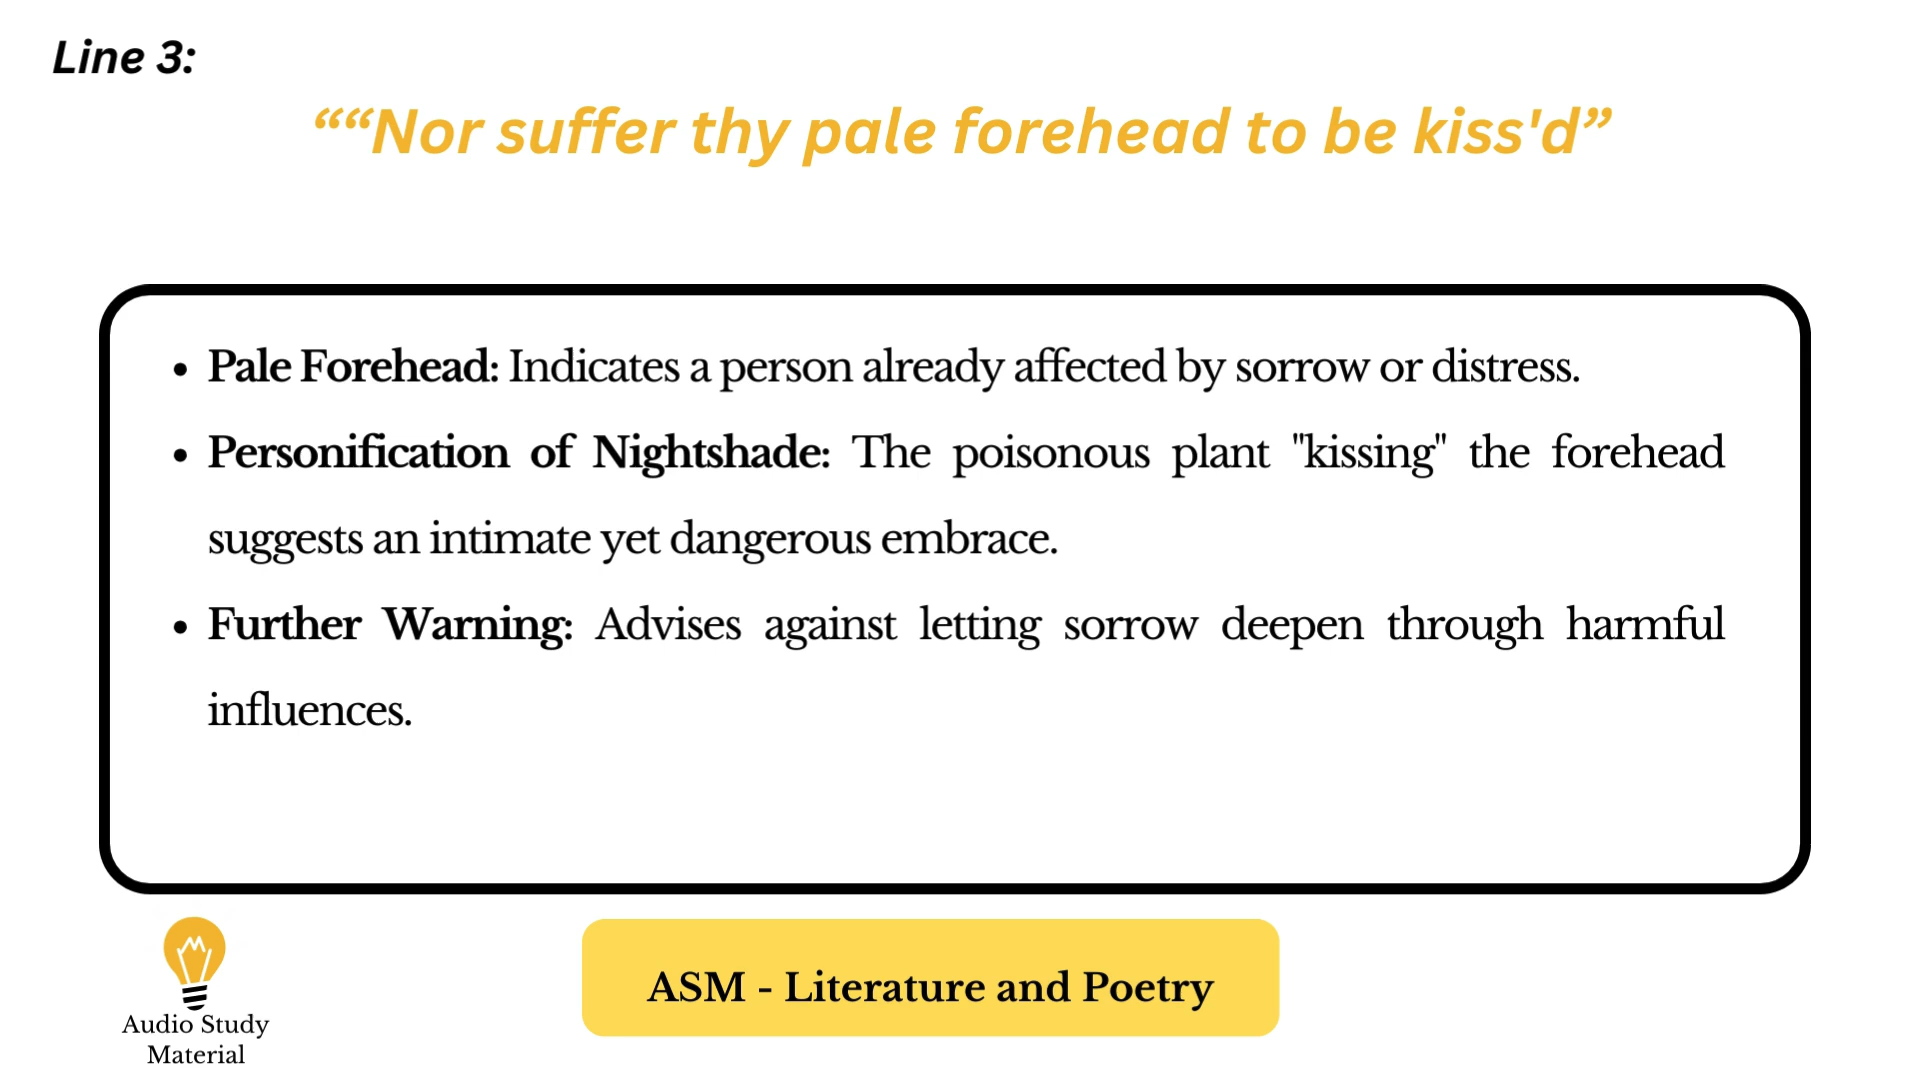 Line 3:
““Nor suffer thy pale forehead to be kiss'd”
• Pale Forehead: Indicates a person already affected by sorrow or distress.
• Personification of Nightshade: The poisonous plant "kissing" the forehead
suggests an intimate yet dangerous embrace.
• Further Warning: Advises against letting sorrow deepen through harmful
influences.
ASM - Literature and Poetry
Audio Study
Material